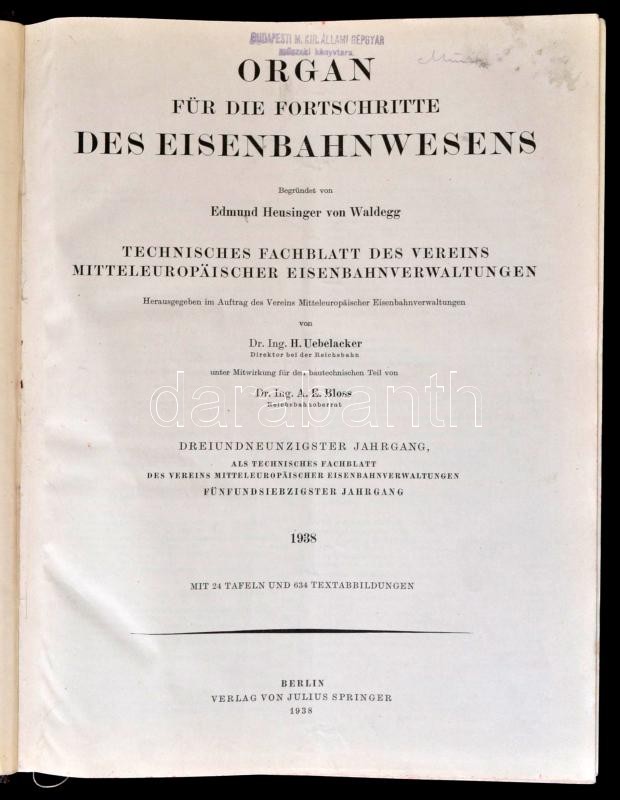 BUDAPESTI M. KIR. ÁLLAMI GÉPGYÁR
műszaki könyvtára.
ORGAN
FÜR DIE FORTSCHRITTE
DES EISENBAHNWESENS
Begründet von
Edmund Heusinger von Waldegg
TECHNISCHES FACHBLATT DES VEREINS
MITTELEUROPÄISCHER EISENBAHNVERWALTUNGEN
Herausgegeben im Auftrag des Vereins Mitteleuropäischer Eisenbahnverwaltungen
von
Dr. Ing. H. Uebelacker
Direktor bei der Reichsbahn
unter Mitwirkung für den bautechnischen Teil von
Dr. Ing. A. E. Bloss
Reichsbahnoberrat
darabanth
DREIUNDNEUNZIGSTER JAHRGANG,
ALS TECHNISCHES FACHBLATT
DES VEREINS MITTELEUROPÄISCHER EISENBAHNVERWALTUNGEN
FÜNFUNDSIEBZIGSTER JAHRGANG
1938
MIT 24 TAFELN UND 634 TEXTABBILDUNGEN
BERLIN
VERLAG VON JULIUS SPRINGER
1938